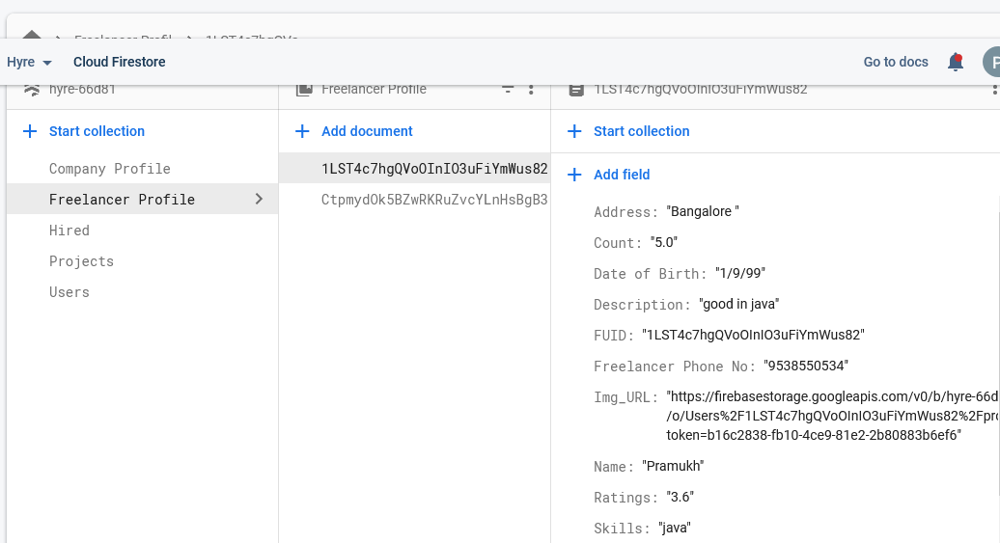 Freelancer Profil
1LST4c7hgQVo
Hyre
Cloud Firestore
Go to docs
P
hyre-66d81
Freelancer Profile
1LST4c7hgQVoOInIO3uFiYmWus82
Start collection
Add document
Start collection
Company Profile
Freelancer Profile
Hired
Projects
Users
1LST4c7hgQVoOInIO3uFiYmWus82
CtpmydOk5BZwRKRuZvcYLnHsBgB3
Add field
Address: "Bangalore "
Count: "5.0"
Date of Birth: "1/9/99"
Description: "good in java"
FUID: "1LST4c7hgQVoOInIO3uFiYmWus82"
Freelancer Phone No: "9538550534"
Img_URL: "https://firebasestorage.googleapis.com/v0/b/hyre-66d
/o/Users%2F1LST4c7hgQVoOInIO3uFiYmWus82%2Fpro
token=b16c2838-fb10-4ce9-81e2-2b80883b6ef6"
Name: "Pramukh"
Ratings: "3.6"
Skills: "java"